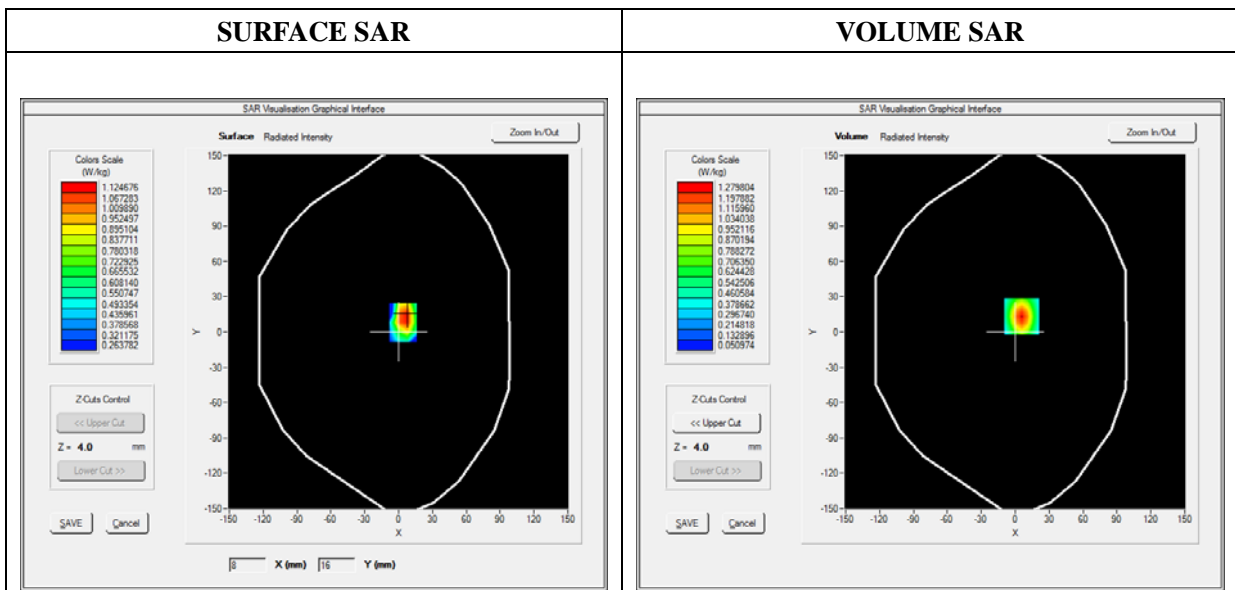 SURFACE SAR
VOLUME SAR
SAR Visualisation Graphical Interface
Surface Radiated Intensity
Zoom In/Out
Colors Scale
(W/kg)
1.124676
1.067283
1.009890
0.952497
0.895104
0.837711
0.780318
0.722925
0.665532
0.608140
0.550747
0.493354
0.435961
0.378568
0.321175
0.263782
Z-Cuts Control
<< Upper Cut
Z = 4.0 mm
Lower Cut >>
SAVE
Cancel
150
120
90
60
30
0
-30
-60
-90
-120
-150
Y
-150 -120 -90 -60 -30 0 30 60 90 120 150
X
8 X (mm) 16 Y (mm)
SAR Visualisation Graphical Interface
Volume Radiated Intensity
Zoom In/Out
Colors Scale
(W/kg)
1.279804
1.197882
1.115960
1.034038
0.952116
0.870194
0.788272
0.706350
0.624428
0.542506
0.460584
0.378662
0.296740
0.214818
0.132896
0.050974
Z-Cuts Control
<< Upper Cut
Z = 4.0 mm
Lower Cut >>
SAVE
Cancel
150
120
90
60
30
0
-30
-60
-90
-120
-150
Y
-150 -120 -90 -60 -30 0 30 60 90 120 150
X